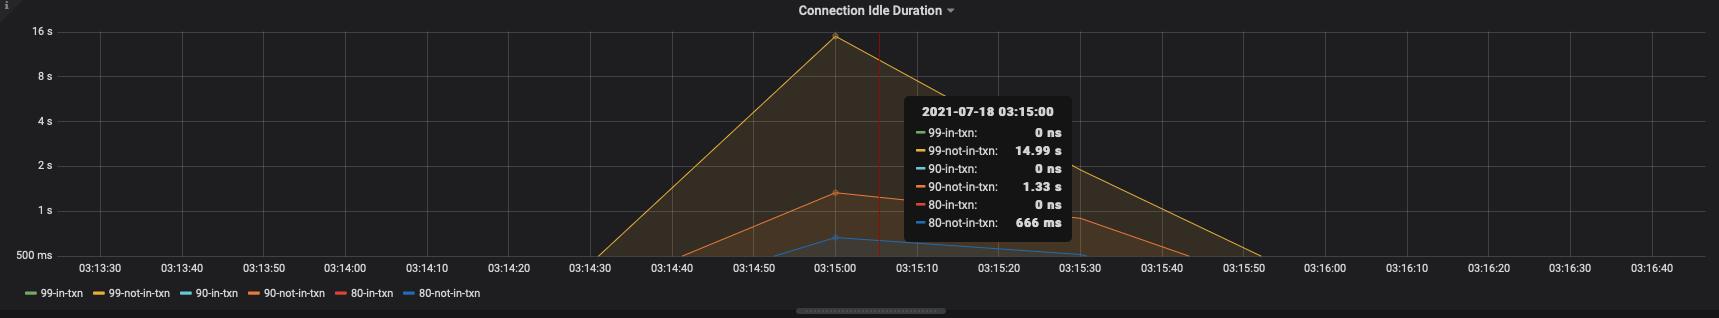 i
Connection Idle Duration
16 s
8 s
4 s
2 s
1 s
500 ms
2021-07-18 03:15:00
99-in-txn: 0 ns
99-not-in-txn: 14.99 s
90-in-txn: 0 ns
90-not-in-txn: 1.33 s
80-in-txn: 0 ns
80-not-in-txn: 666 ms
03:13:30 03:13:40 03:13:50 03:14:00 03:14:10 03:14:20 03:14:30 03:14:40 03:14:50 03:15:00 03:15:10 03:15:20 03:15:30 03:15:40 03:15:50 03:16:00 03:16:10 03:16:20 03:16:30 03:16:40
99-in-txn 99-not-in-txn 90-in-txn 90-not-in-txn 80-in-txn 80-not-in-txn